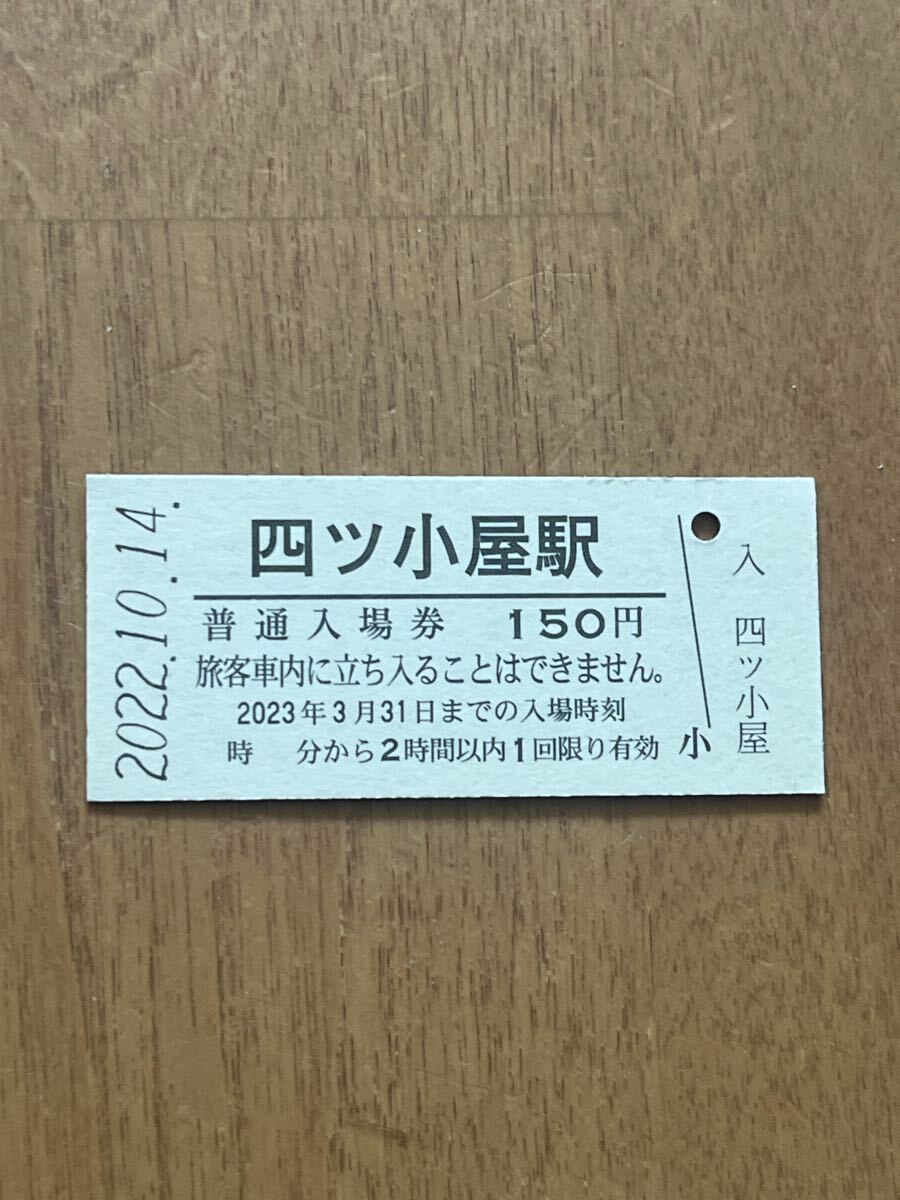 2022.10.14.
四ツ小屋駅
普通入場券 150円
旅客車内に立ち入ることはできません。
2023年3月31日までの入場時刻
時 分から2時間以内1回限り有効
小
入 四ッ小屋